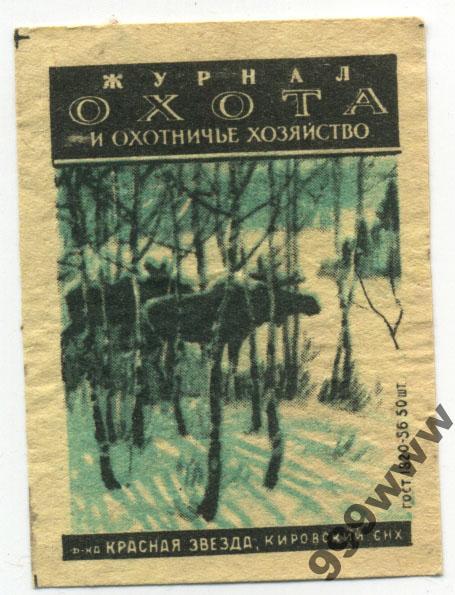 ЖУРНАЛ
ОХОТА
И ОХОТНИЧЬЕ ХОЗЯЙСТВО
ГОСТ 1820-56 50 ШТ.
Ф-КА КРАСНАЯ ЗВЕЗДА, КИРОВСКИЙ СНХ
999www